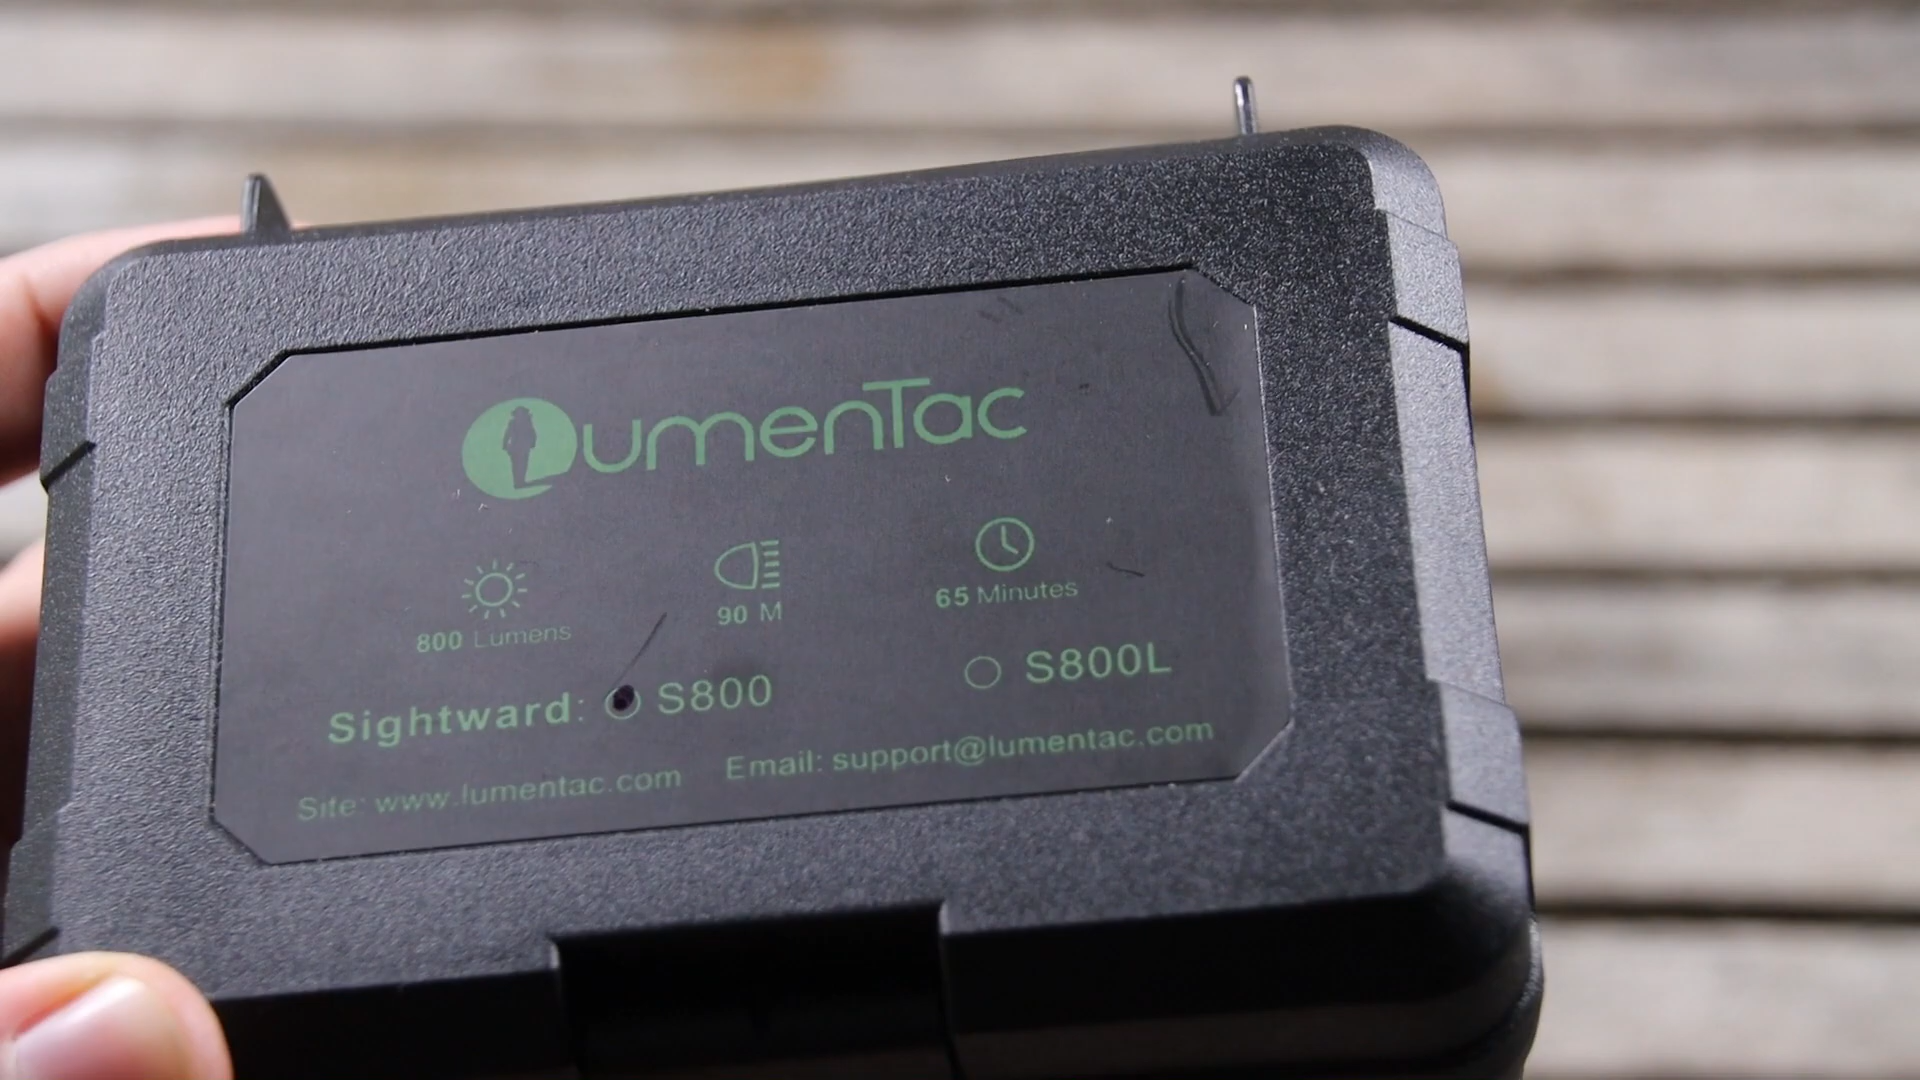 LumenTac
800 Lumens
90 M
65 Minutes
Sightward: S800
S800L
Site: www.lumentac.com
Email: support@lumentac.com